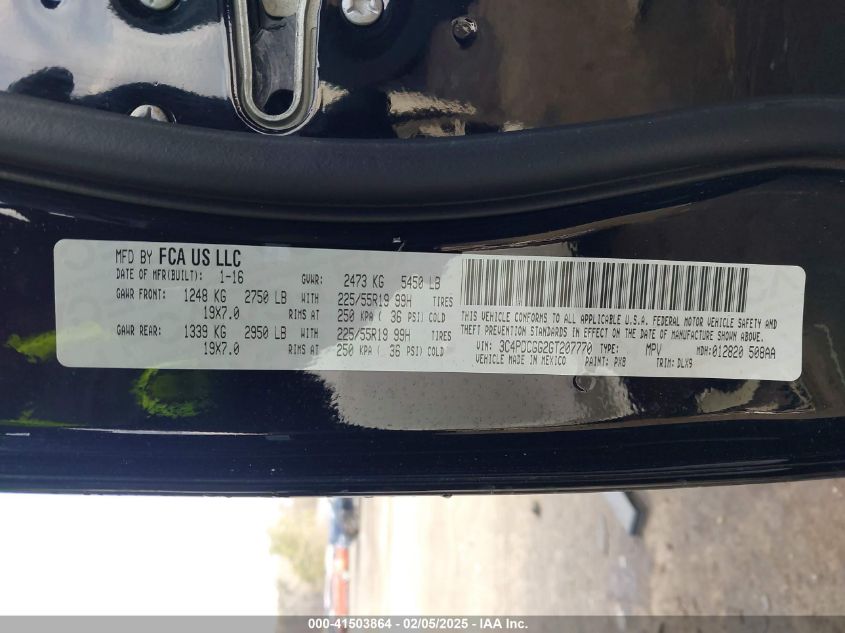 MFD BY FCA US LLC
DATE OF MFR(BUILT): 1-16 GVWR: 2473 KG 5450 LB
GAWR FRONT: 1248 KG 2750 LB WITH 225/55R19 99H TIRES
19X7.0 RIMS AT 250 KPA ( 36 PSI) COLD
GAWR REAR: 1339 KG 2950 LB WITH 225/55R19 99H TIRES
19X7.0 RIMS AT 250 KPA ( 36 PSI) COLD
THIS VEHICLE CONFORMS TO ALL APPLICABLE U.S.A. FEDERAL MOTOR VEHICLE SAFETY AND
THEFT PREVENTION STANDARDS IN EFFECT ON THE DATE OF MANUFACTURE SHOWN ABOVE.
VIN: 3C4PDCGG2GT207770 TYPE: MPV MDH: 012820 508AA
VEHICLE MADE IN MEXICO PAINT: PX8 TRIM: DLX9
000-41503864 - 02/05/2025 - IAA Inc.